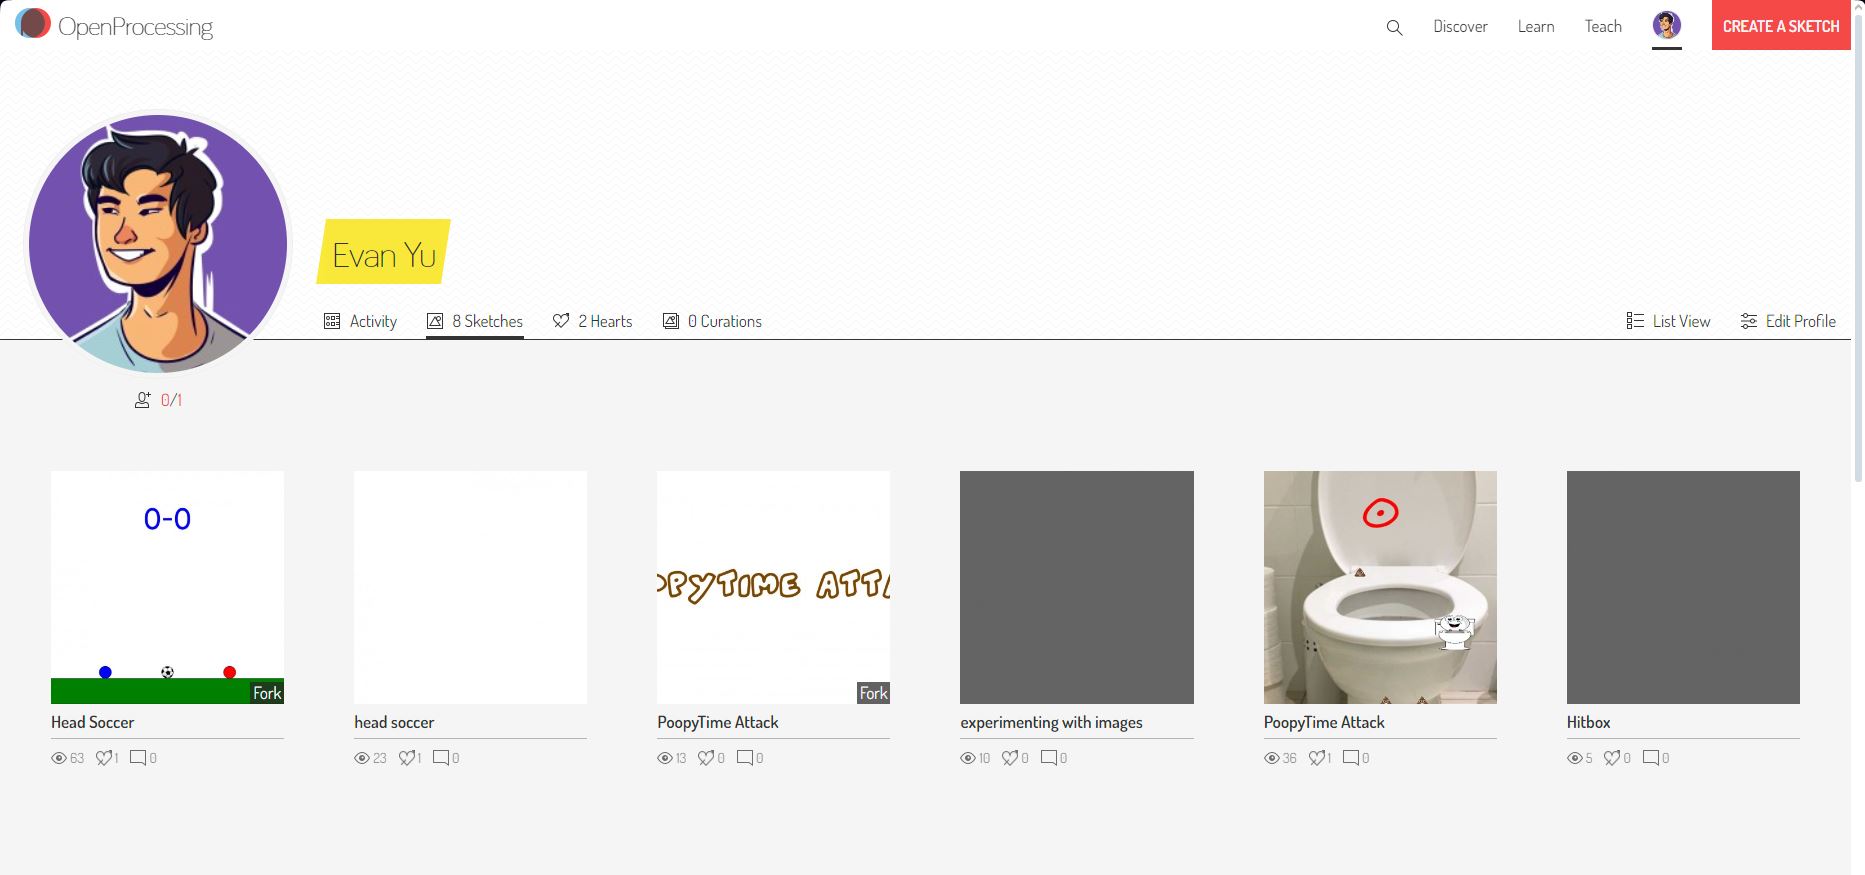 OpenProcessing
Discover
Learn
Teach
CREATE A SKETCH
Evan Yu
Activity
8 Sketches
2 Hearts
0 Curations
List View
Edit Profile
0/1
0-0
Fork
OPYTIME ATTA
Fork
Head Soccer
head soccer
PoopyTime Attack
experimenting with images
PoopyTime Attack
Hitbox
63 1 0
23 1 0
13 0 0
10 0 0
36 1 0
5 0 0